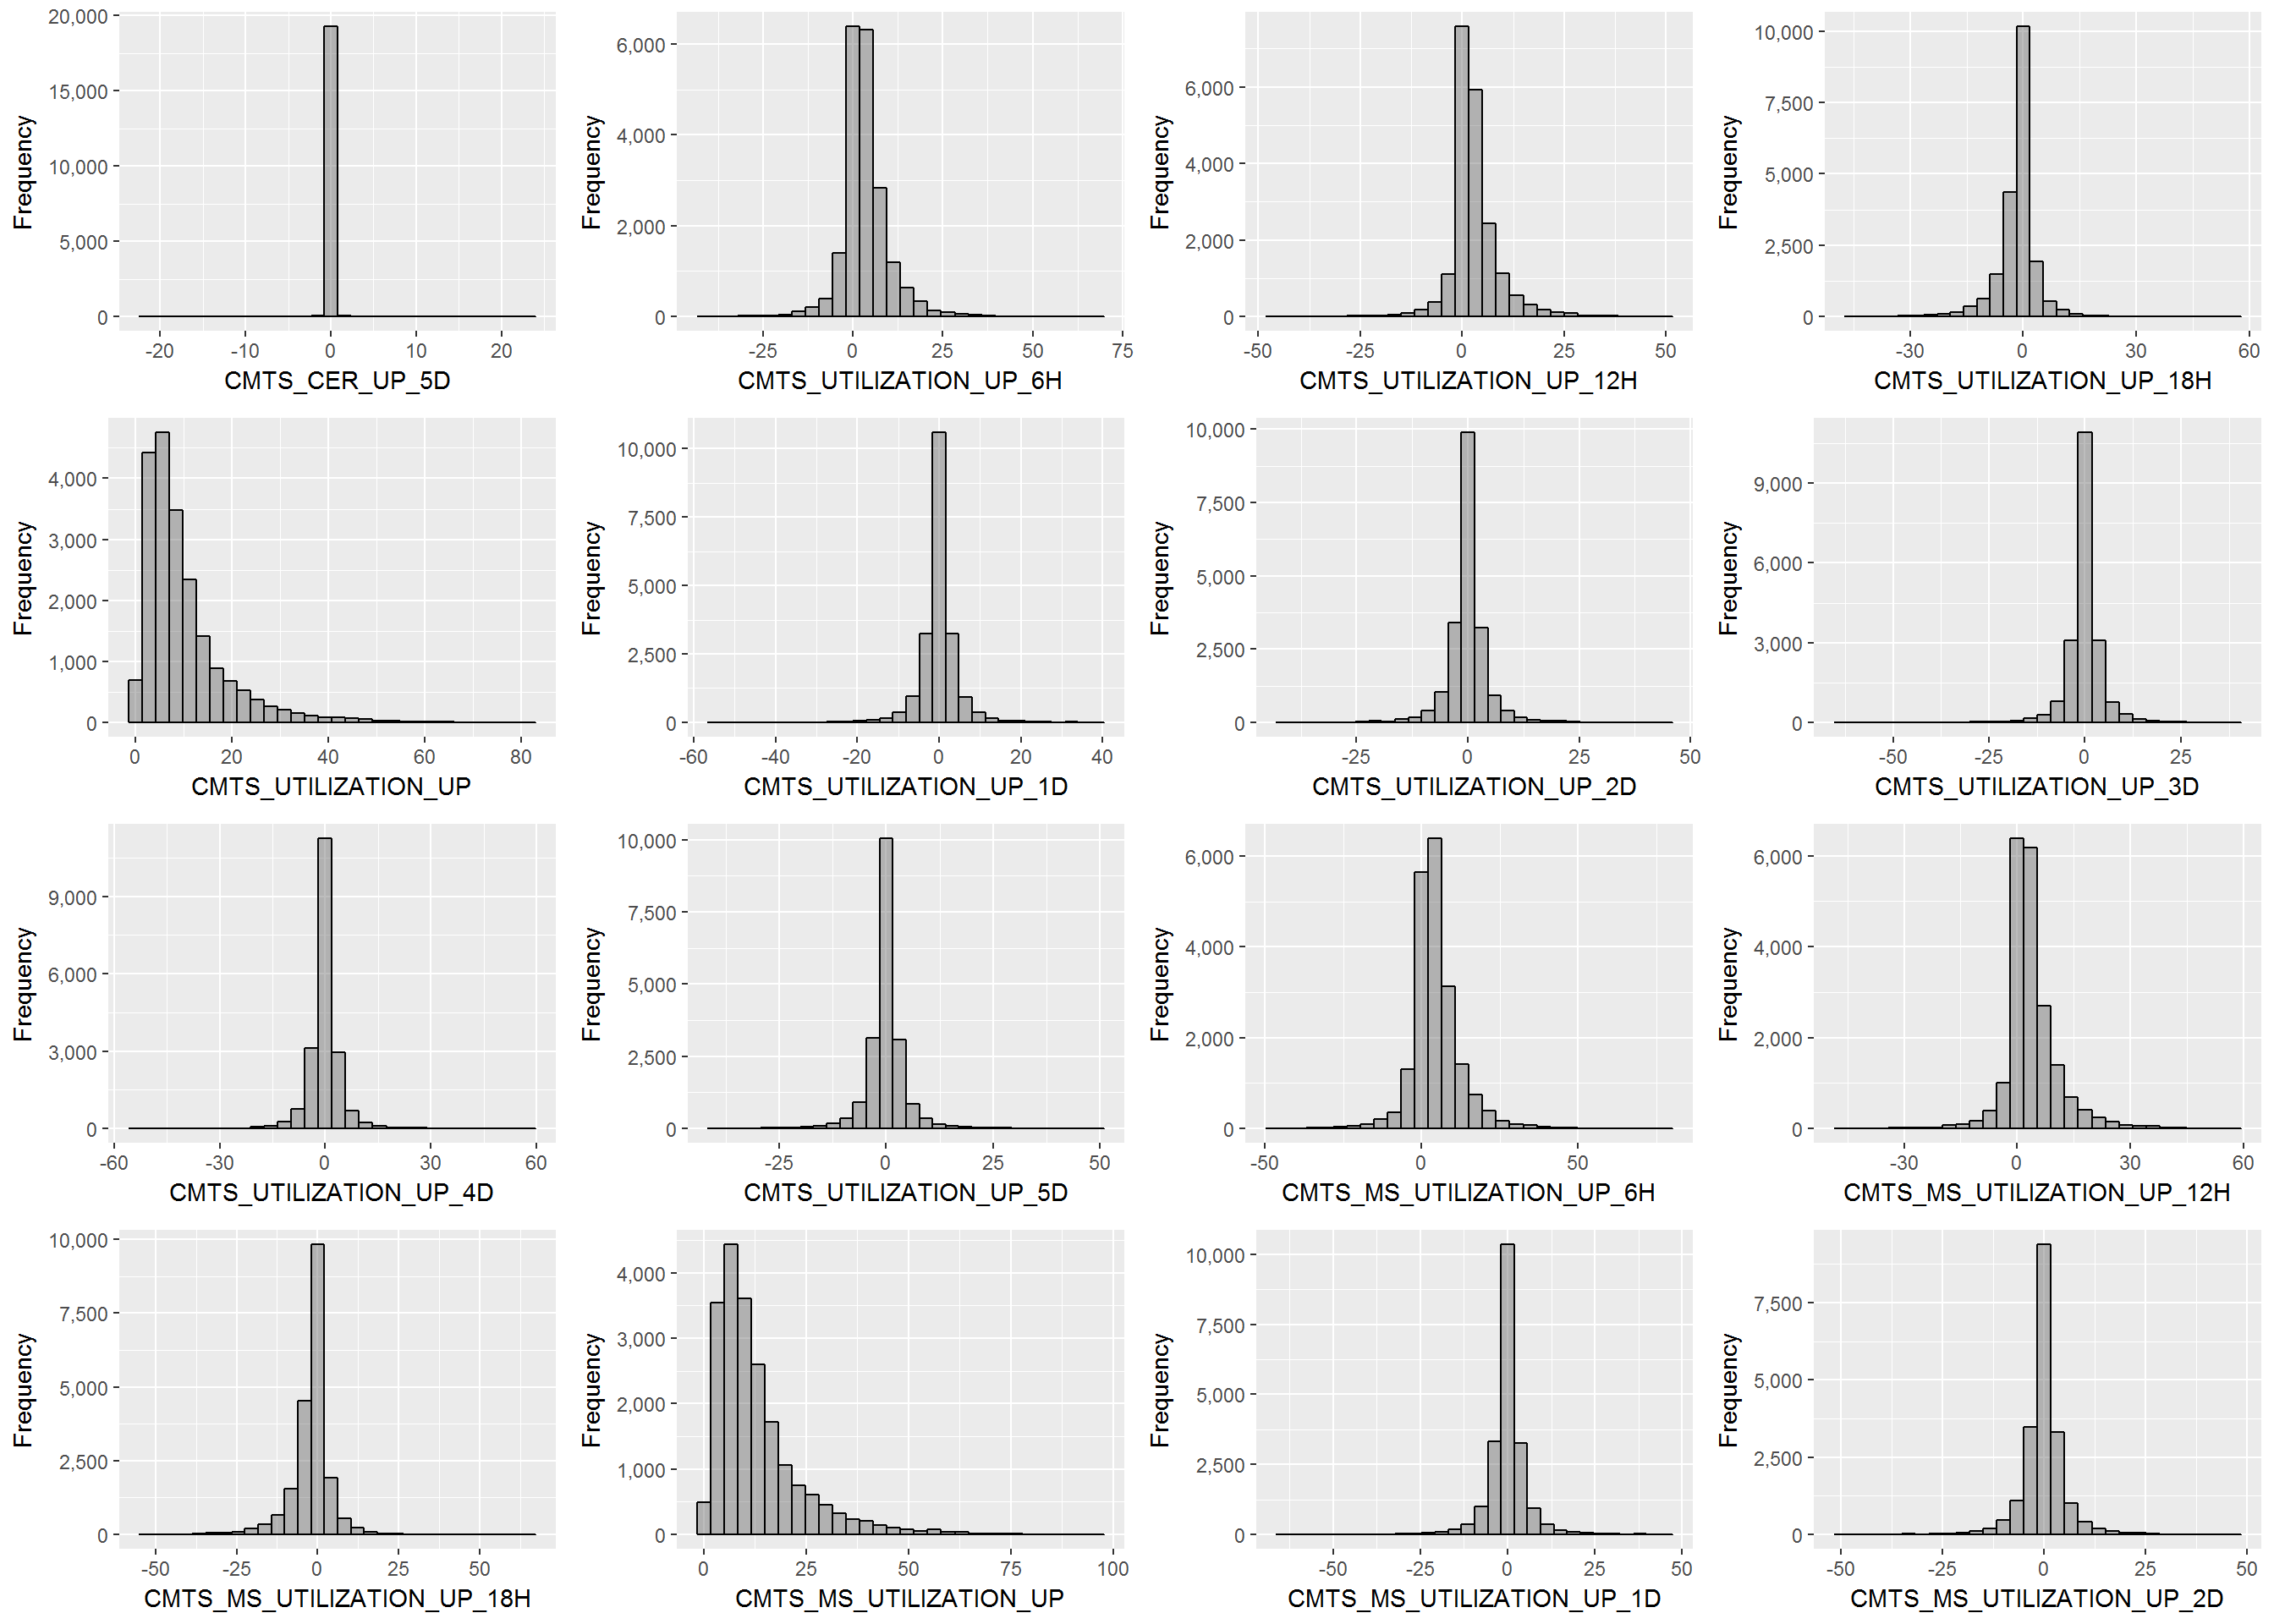 Frequency
20,000
15,000
10,000
5,000
0
-20 -10 0 10 20
CMTS_CER_UP_5D
Frequency
6,000
4,000
2,000
0
-25 0 25 50 75
CMTS_UTILIZATION_UP_6H
Frequency
6,000
4,000
2,000
0
-50 -25 0 25 50
CMTS_UTILIZATION_UP_12H
Frequency
10,000
7,500
5,000
2,500
0
-30 0 30 60
CMTS_UTILIZATION_UP_18H
Frequency
4,000
3,000
2,000
1,000
0
0 20 40 60 80
CMTS_UTILIZATION_UP
Frequency
10,000
7,500
5,000
2,500
0
-60 -40 -20 0 20 40
CMTS_UTILIZATION_UP_1D
Frequency
10,000
7,500
5,000
2,500
0
-25 0 25 50
CMTS_UTILIZATION_UP_2D
Frequency
9,000
6,000
3,000
0
-50 -25 0 25
CMTS_UTILIZATION_UP_3D
Frequency
9,000
6,000
3,000
0
-60 -30 0 30 60
CMTS_UTILIZATION_UP_4D
Frequency
10,000
7,500
5,000
2,500
0
-25 0 25 50
CMTS_UTILIZATION_UP_5D
Frequency
6,000
4,000
2,000
0
-50 0 50
CMTS_MS_UTILIZATION_UP_6H
Frequency
6,000
4,000
2,000
0
-30 0 30 60
CMTS_MS_UTILIZATION_UP_12H
Frequency
10,000
7,500
5,000
2,500
0
-50 -25 0 25 50
CMTS_MS_UTILIZATION_UP_18H
Frequency
4,000
3,000
2,000
1,000
0
0 25 50 75 100
CMTS_MS_UTILIZATION_UP
Frequency
10,000
7,500
5,000
2,500
0
-50 -25 0 25 50
CMTS_MS_UTILIZATION_UP_1D
Frequency
7,500
5,000
2,500
0
-50 -25 0 25 50
CMTS_MS_UTILIZATION_UP_2D